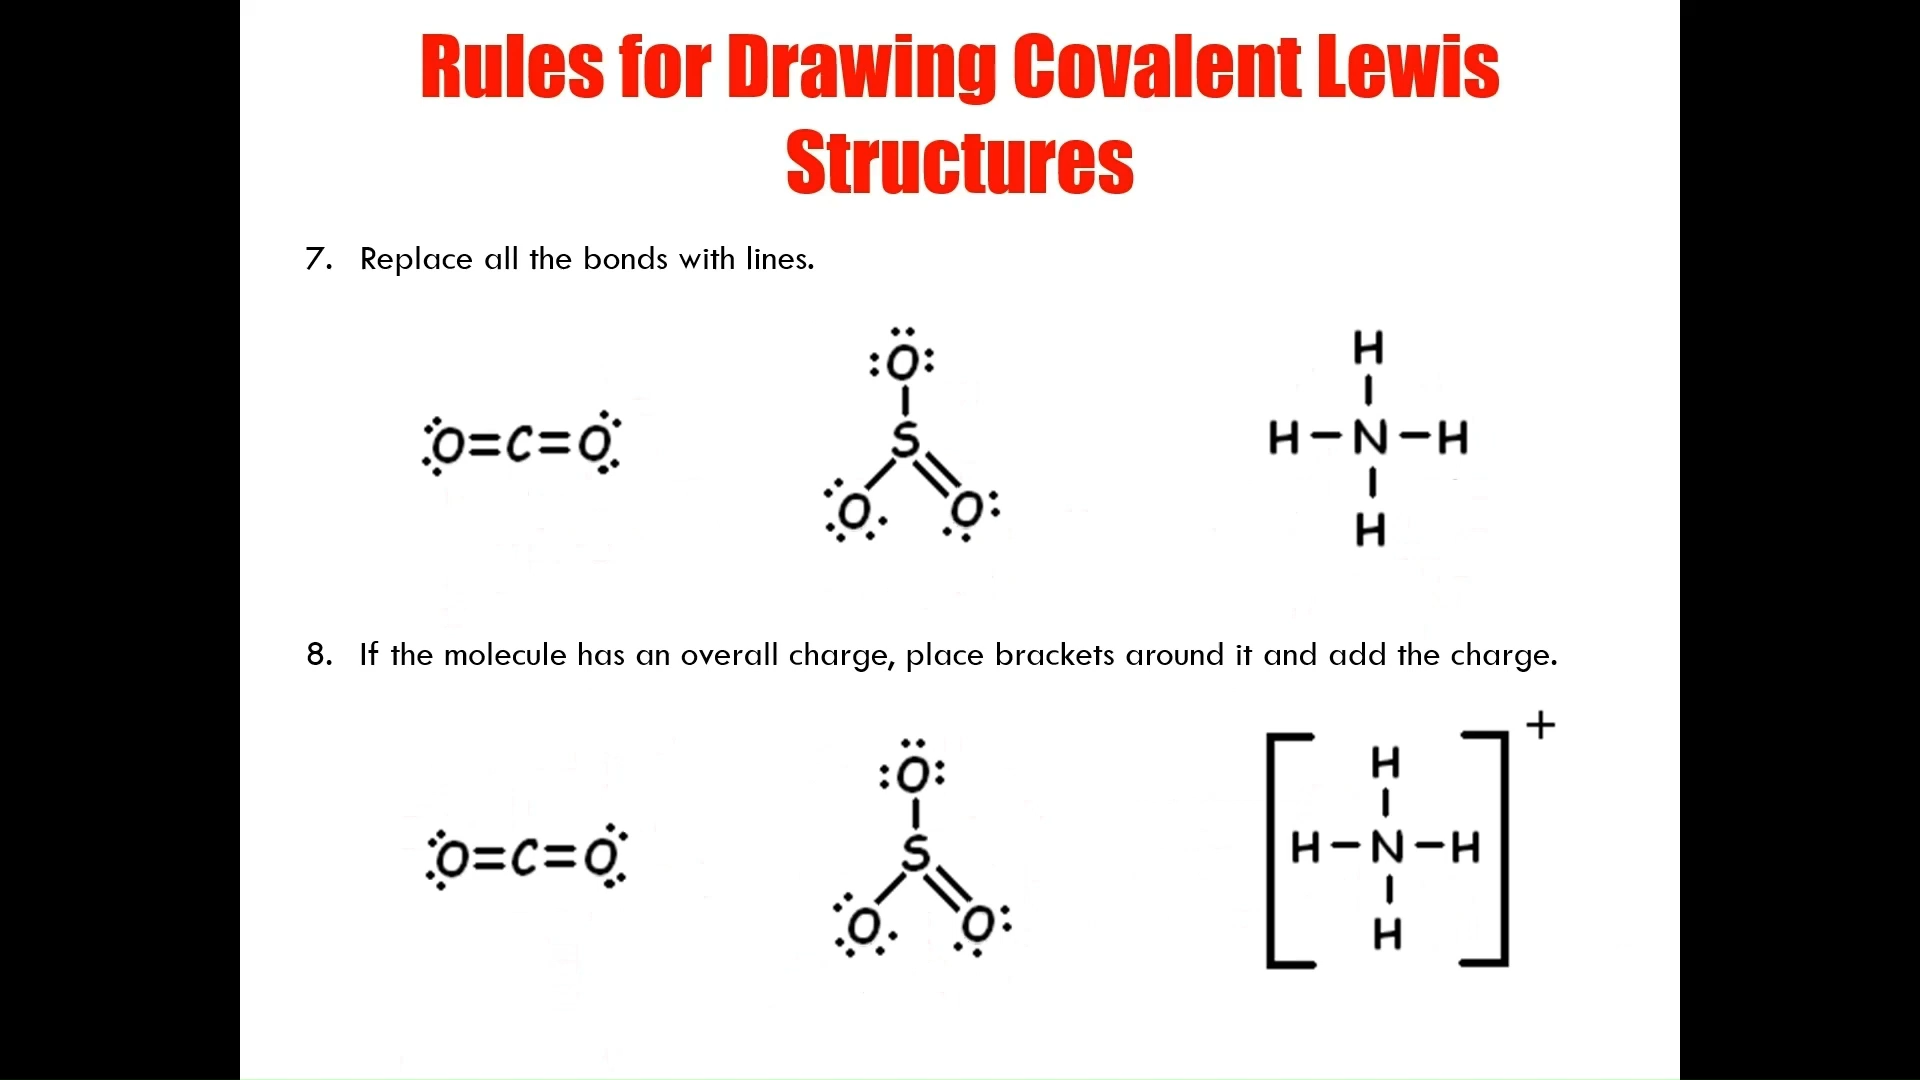 Rules for Drawing Covalent Lewis
Structures
7. Replace all the bonds with lines.
O=C=O
O
S
O O
H
H-N-H
H
8. If the molecule has an overall charge, place brackets around it and add the charge.
+
O=C=O
O
S
O O
H
H-N-H
H